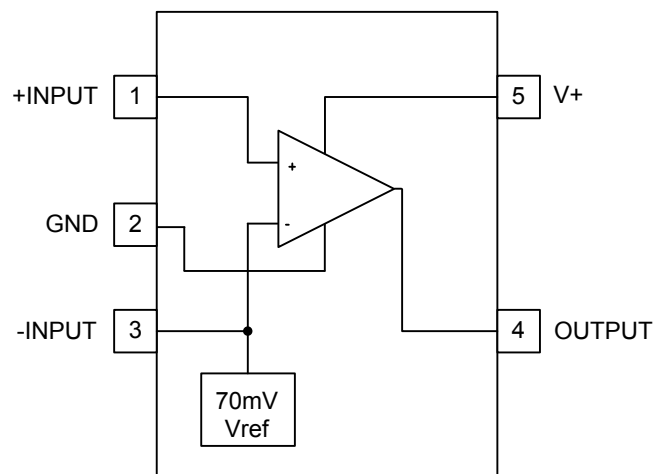 +INPUT 1
5 V+
+
GND 2
-
-INPUT 3
4 OUTPUT
70mV
Vref